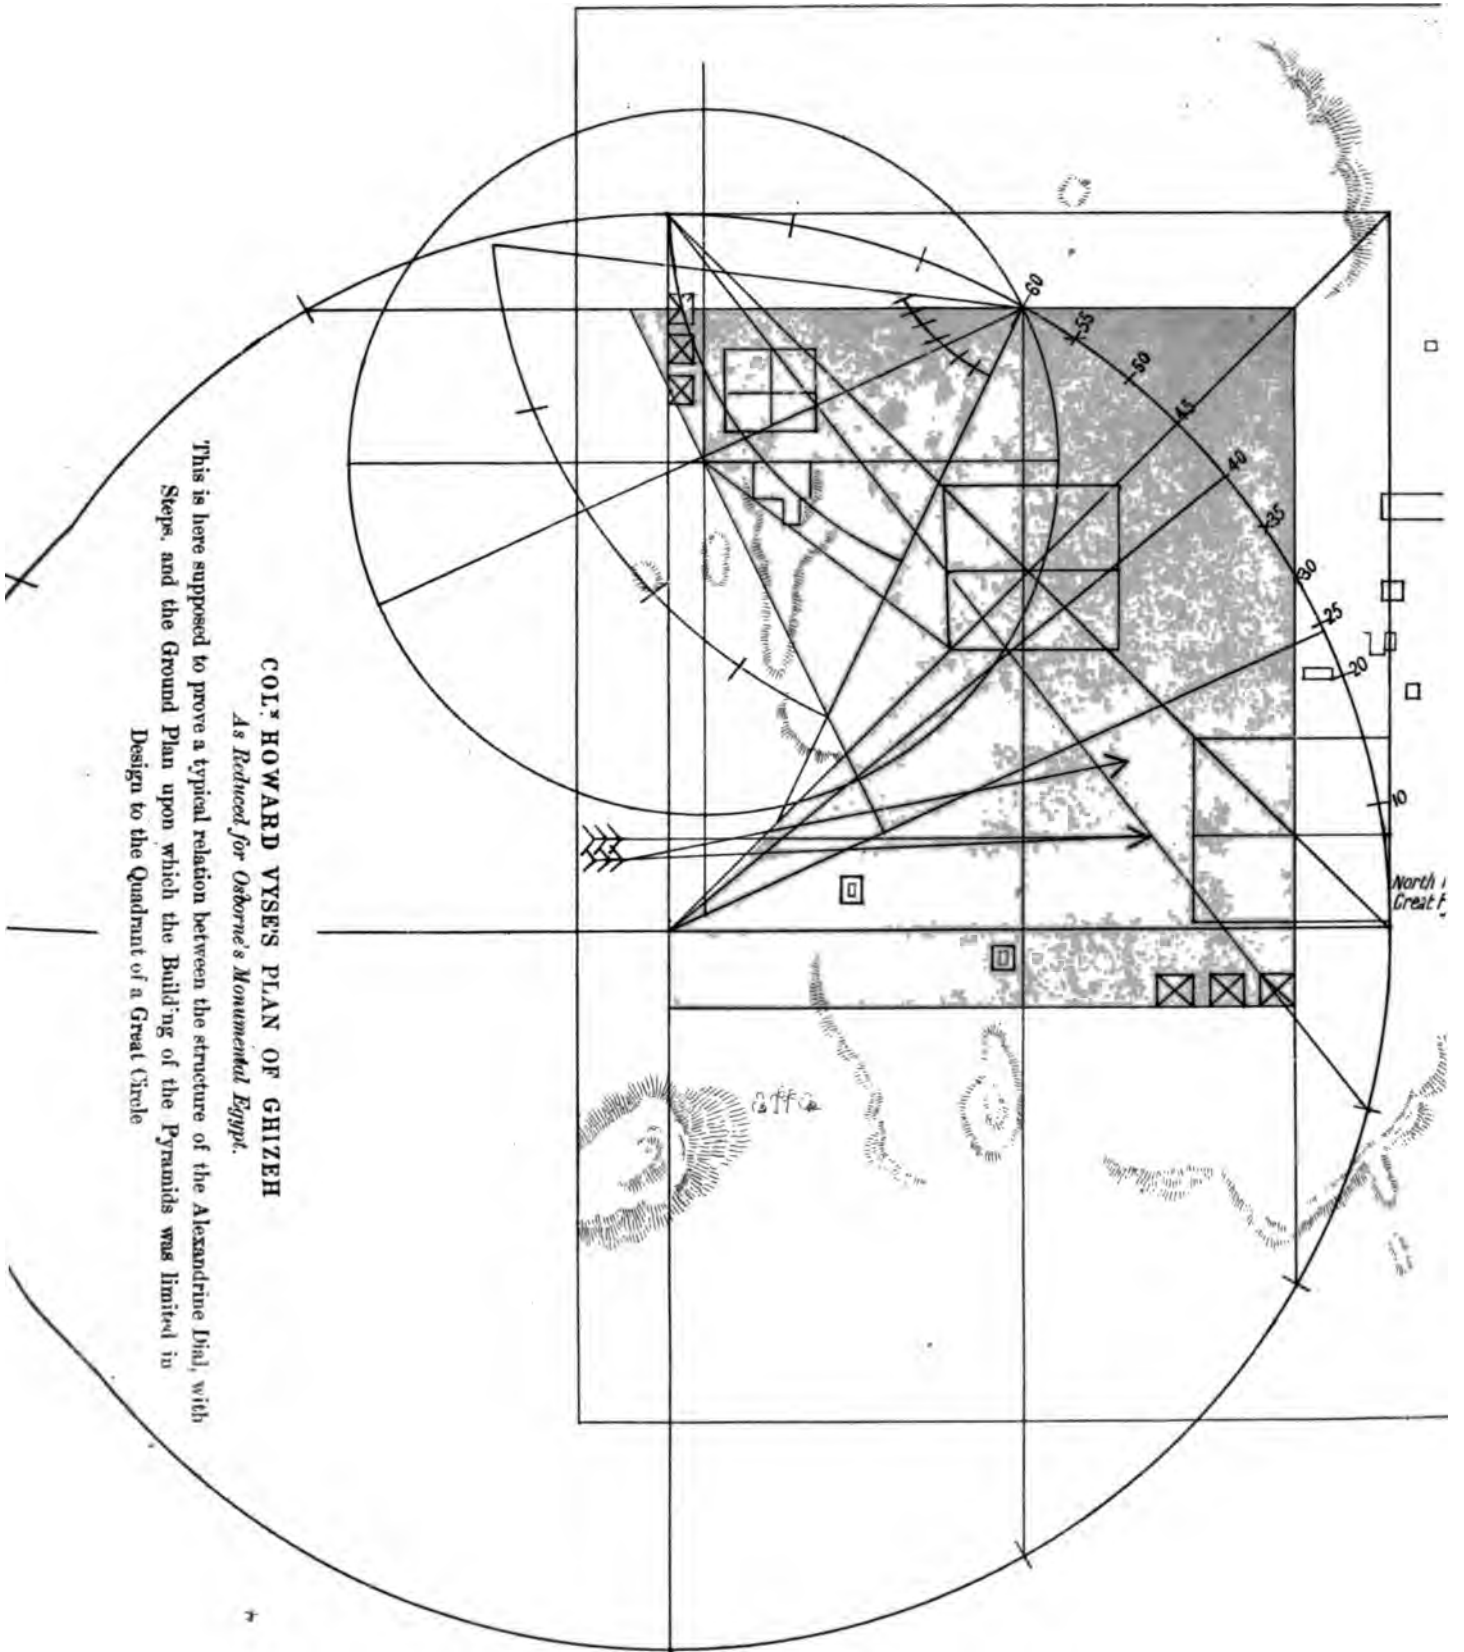 COL.ᴸ HOWARD VYSE'S PLAN OF GHIZEH
As Reduced for Osborne's Monumental Egypt.
This is here supposed to prove a typical relation between the structure of the Alexandrine Dial, with
Steps, and the Ground Plan upon which the Building of the Pyramids was limited in
Design to the Quadrant of a Great Circle
60
55
50
45
40
35
30
25
20
10
North
Great